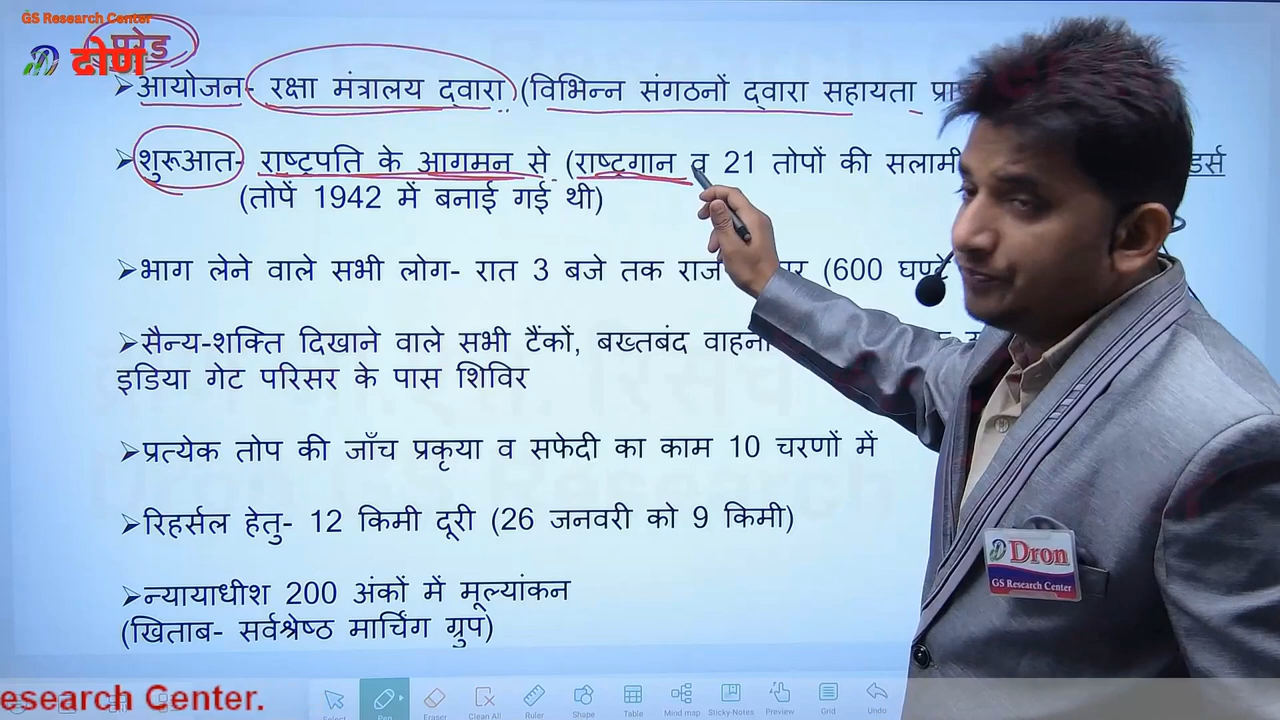 GS Research Center
परेड
द्रोण
➢आयोजन- रक्षा मंत्रालय द्वारा (विभिन्न संगठनों द्वारा सहायता
➢शुरूआत- राष्ट्रपति के आगमन से (राष्ट्रगान व 21 तोपों की सलामी
(तोपें 1942 में बनाई गई थी)
➢भाग लेने वाले सभी लोग- रात 3 बजे तक (600 घण्टे
➢सैन्य-शक्ति दिखाने वाले सभी टैंकों, बख्तबंद
इडिया गेट परिसर के पास शिविर
➢प्रत्येक तोप की जाँच प्रकृया व सफेदी का काम 10 चरणों में
➢रिहर्सल हेतु- 12 किमी दूरी (26 जनवरी को 9 किमी)
➢न्यायाधीश 200 अंकों में मूल्यांकन
(खिताब- सर्वश्रेष्ठ मार्चिंग ग्रुप)
Dron
GS Research Center
esearch Center.
Select Pen Eraser Clean All Ruler Shape Table Mind map Sticky-Notes Preview Grid Undo